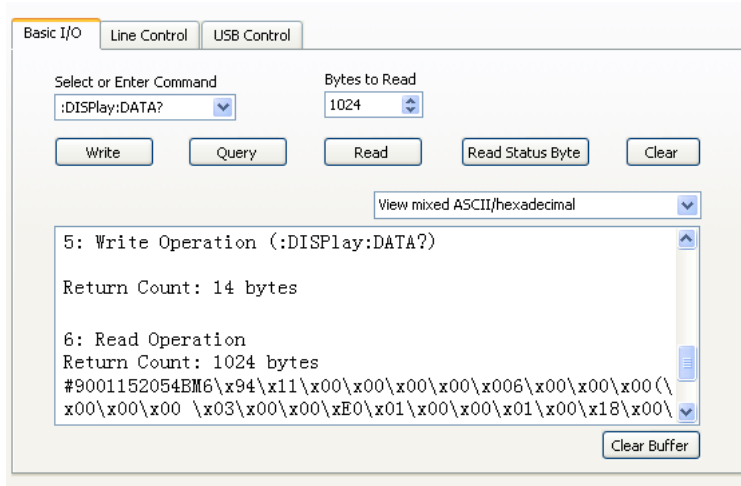 Basic I/O Line Control USB Control
Select or Enter Command Bytes to Read
:DISPlay:DATA? 1024
Write Query Read Read Status Byte Clear
View mixed ASCII/hexadecimal
5: Write Operation (:DISPlay:DATA?)
Return Count: 14 bytes
6: Read Operation
Return Count: 1024 bytes
#9001152054BM6\x94\x11\x00\x00\x00\x00\x006\x00\x00\x00(\
x00\x00\x00 \x03\x00\x00\xE0\x01\x00\x00\x01\x00\x18\x00\
Clear Buffer